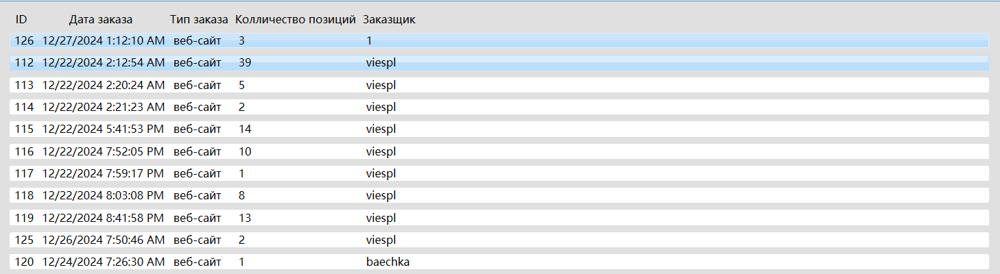 ID Дата заказа Тип заказа Колличество позиций Заказщик
126 12/27/2024 1:12:10 AM веб-сайт 3 1
112 12/22/2024 2:12:54 AM веб-сайт 39 viespl
113 12/22/2024 2:20:24 AM веб-сайт 5 viespl
114 12/22/2024 2:21:23 AM веб-сайт 2 viespl
115 12/22/2024 5:41:53 PM веб-сайт 14 viespl
116 12/22/2024 7:52:05 PM веб-сайт 10 viespl
117 12/22/2024 7:59:17 PM веб-сайт 1 viespl
118 12/22/2024 8:03:08 PM веб-сайт 8 viespl
119 12/22/2024 8:41:58 PM веб-сайт 13 viespl
125 12/26/2024 7:50:46 AM веб-сайт 2 viespl
120 12/24/2024 7:26:30 AM веб-сайт 1 baechka